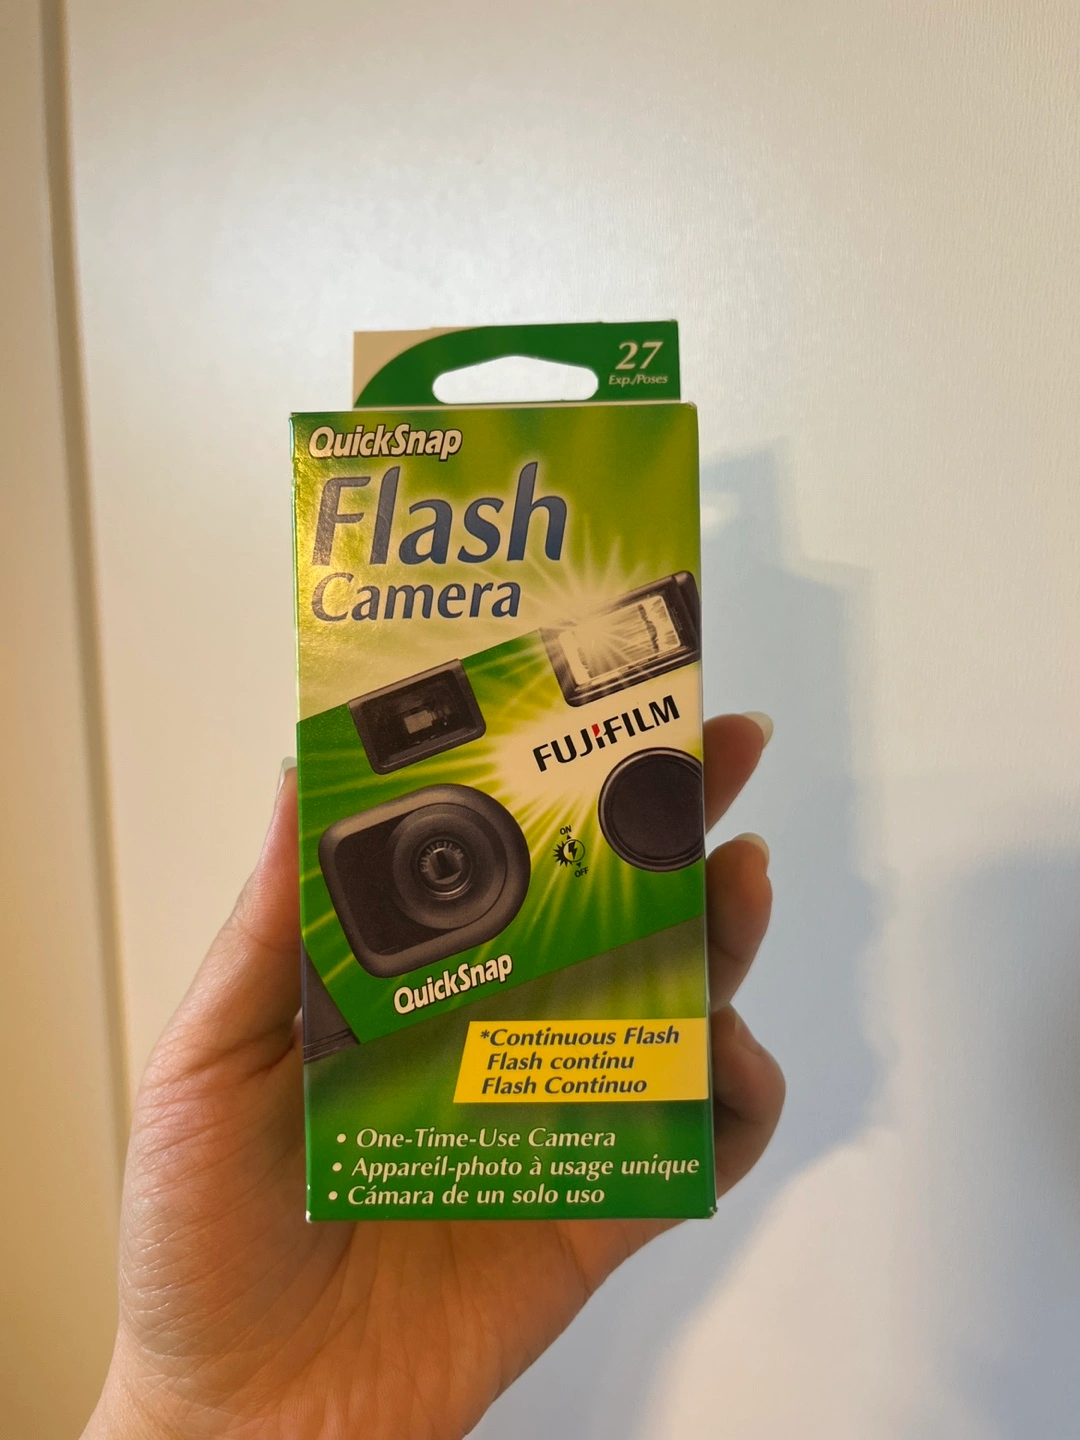 27
Exp./Poses
QuickSnap
Flash
Camera
FUJIFILM
ON
OFF
FUJIFILM
QuickSnap
*Continuous Flash
Flash continu
Flash Continuo
• One-Time-Use Camera
• Appareil-photo à usage unique
• Cámara de un solo uso